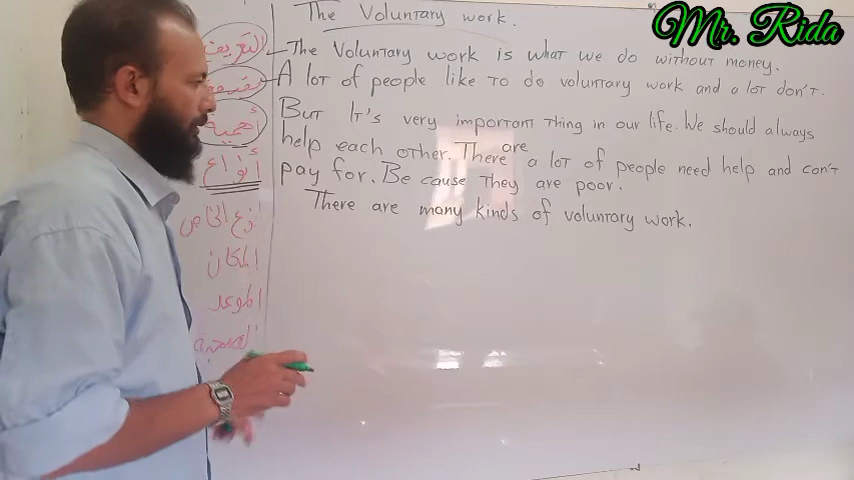 The Voluntary work.
Mr. Rida
The Voluntary work is what we do without money.
A lot of people like to do voluntary work and a lot don't.
But It's very important thing in our life. We should always
help each other. There are a lot of people need help and con't
pay for. Be cause They are poor.
There are many kinds of voluntary work.
التعريف
أهمية
أنواع
المكان
الموعد